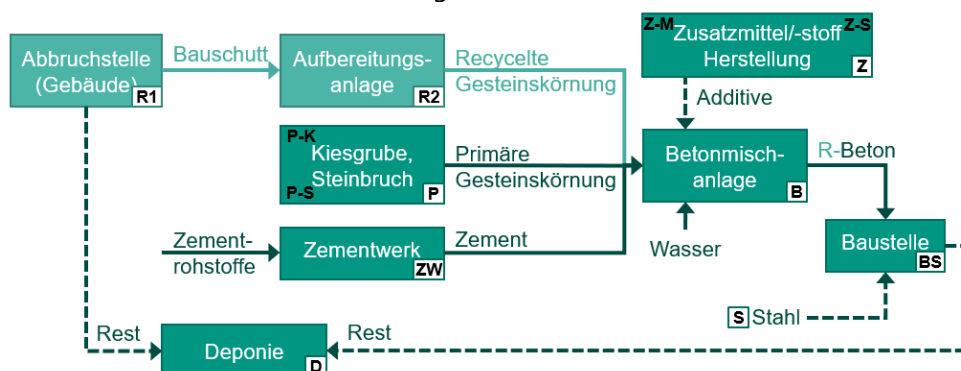 Abbruchstelle
(Gebäude)
R1
Bauschutt
Aufbereitungs-
anlage
R2
Recycelte
Gesteinskörnung
Z-M
Zusatzmittel/-stoff
Z-S
Herstellung
Z
Additive
P-K
Kiesgrube,
Steinbruch
P-S
P
Primäre
Gesteinskörnung
Betonmisch-
anlage
B
R-Beton
Zement-
rohstoffe
Zementwerk
ZW
Zement
Wasser
Baustelle
BS
S Stahl
Rest
Deponie
D
Rest